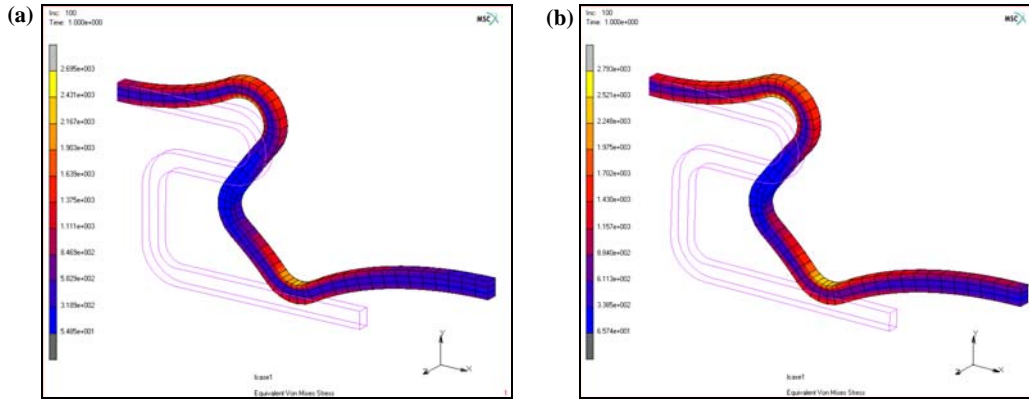 (a)
Inc: 100
Time: 1.000e+000
MSC
2.695e+003
2.431e+003
2.167e+003
1.903e+003
1.639e+003
1.375e+003
1.111e+003
8.469e+002
5.829e+002
3.189e+002
5.485e+001
Y
Z
X
lcase1
Equivalent Von Mises Stress
1
(b)
Inc: 100
Time: 1.000e+000
MSC
2.793e+003
2.521e+003
2.248e+003
1.975e+003
1.702e+003
1.430e+003
1.157e+003
8.840e+002
6.113e+002
3.385e+002
6.574e+001
Y
Z
X
lcase1
Equivalent Von Mises Stress